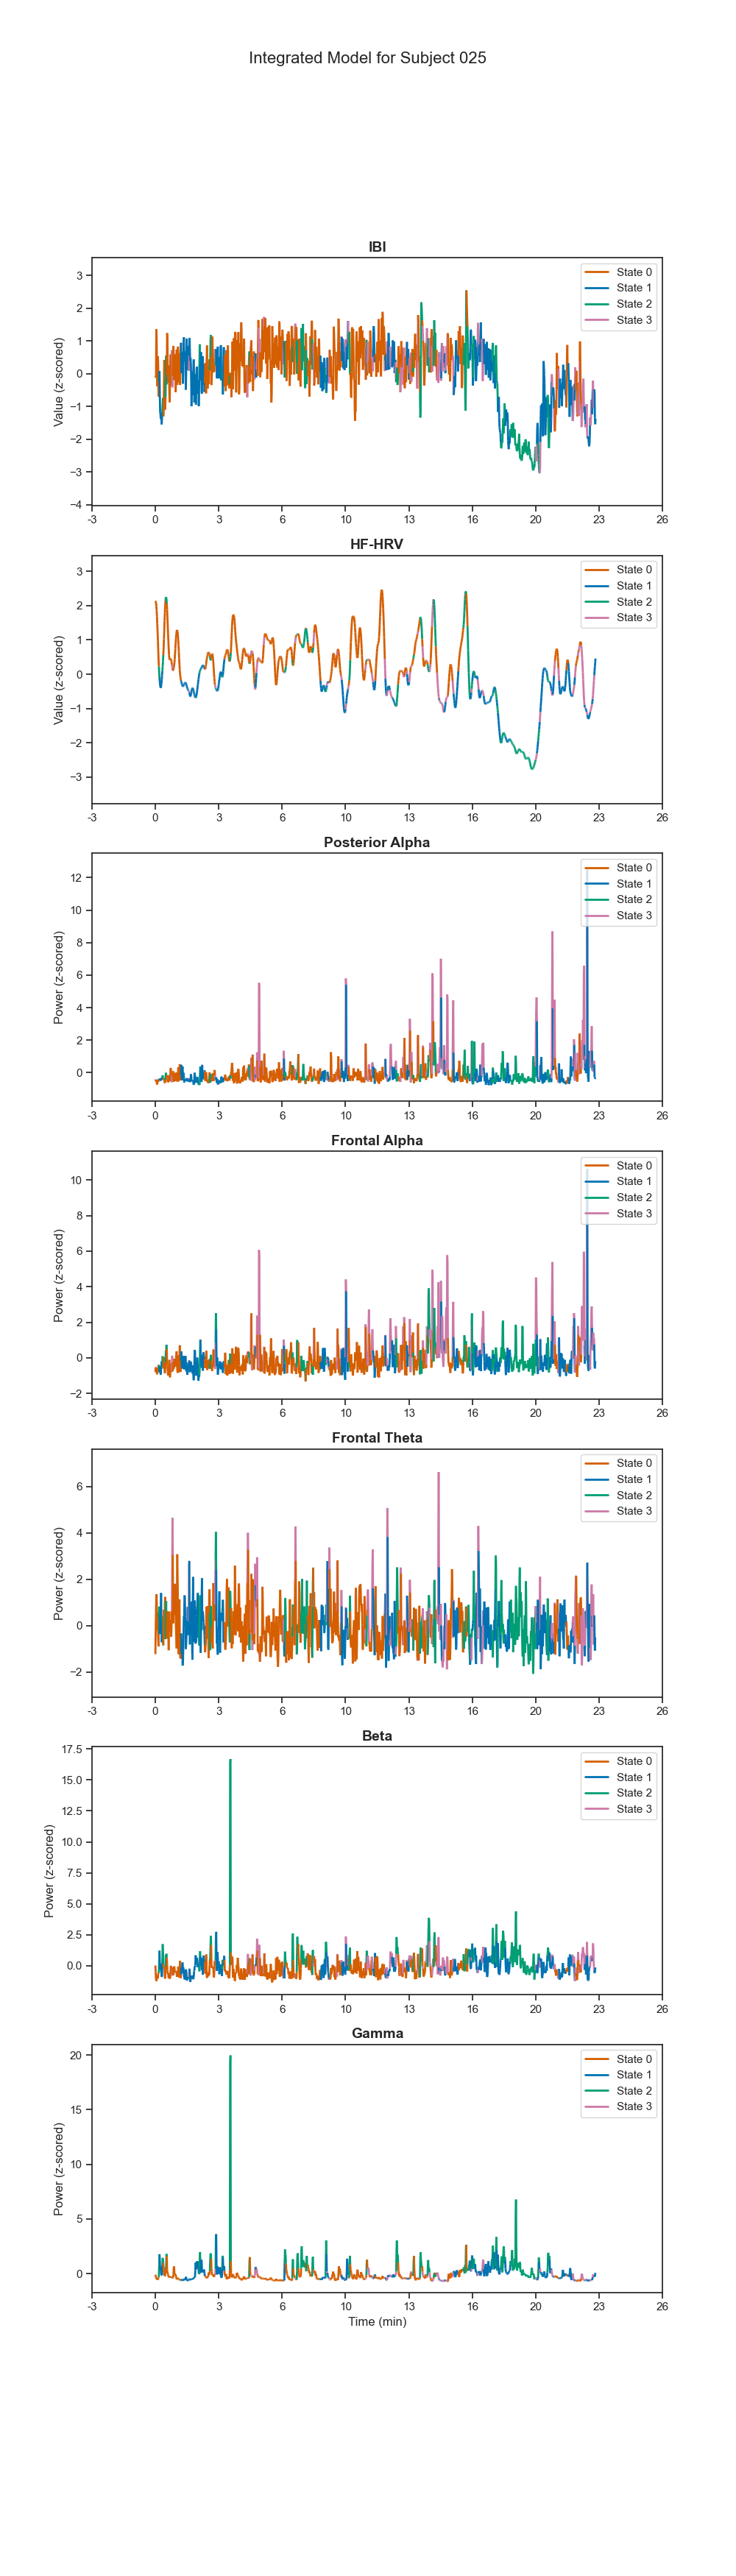 Integrated Model for Subject 025
IBI
Value (z-scored)
3
2
1
0
−1
−2
−3
−4
State 0
State 1
State 2
State 3
-3 0 3 6 10 13 16 20 23 26
HF-HRV
Value (z-scored)
3
2
1
0
−1
−2
−3
State 0
State 1
State 2
State 3
-3 0 3 6 10 13 16 20 23 26
Posterior Alpha
Power (z-scored)
12
10
8
6
4
2
0
State 0
State 1
State 2
State 3
-3 0 3 6 10 13 16 20 23 26
Frontal Alpha
Power (z-scored)
10
8
6
4
2
0
−2
State 0
State 1
State 2
State 3
-3 0 3 6 10 13 16 20 23 26
Frontal Theta
Power (z-scored)
6
4
2
0
−2
State 0
State 1
State 2
State 3
-3 0 3 6 10 13 16 20 23 26
Beta
Power (z-scored)
17.5
15.0
12.5
10.0
7.5
5.0
2.5
0.0
State 0
State 1
State 2
State 3
-3 0 3 6 10 13 16 20 23 26
Gamma
Power (z-scored)
20
15
10
5
0
State 0
State 1
State 2
State 3
-3 0 3 6 10 13 16 20 23 26
Time (min)